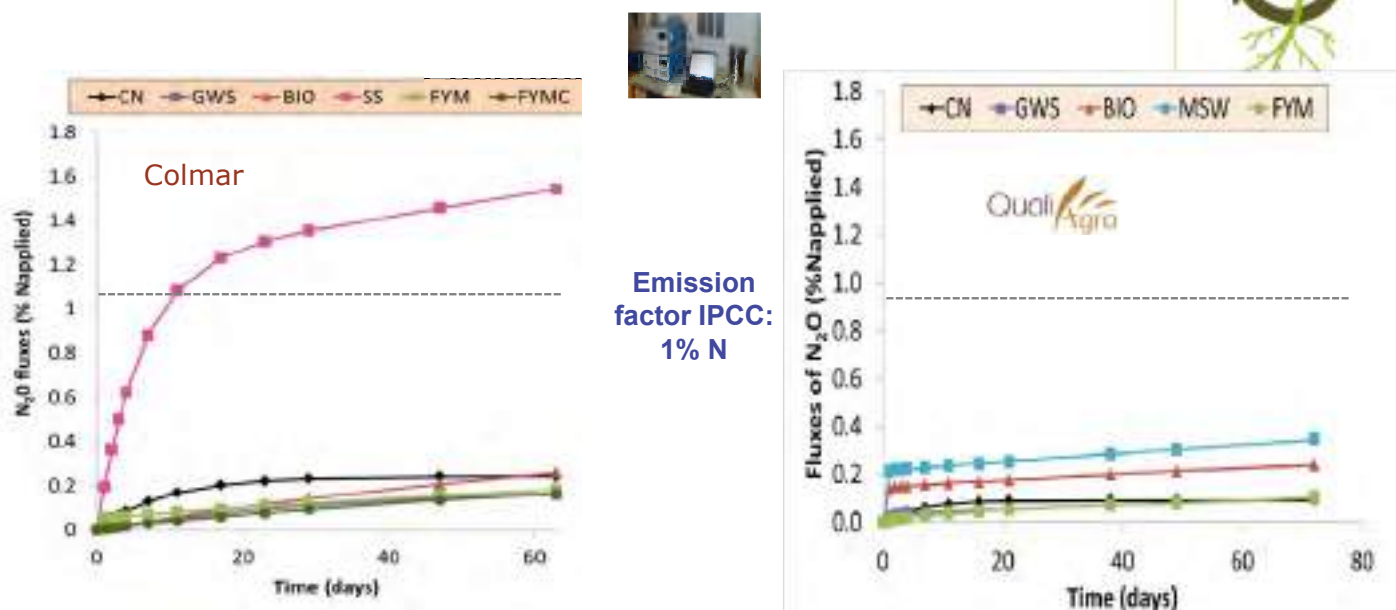 CN GWS BIO SS FYM FYMC
Colmar
N₂O fluxes (% Napplied)
1.8
1.6
1.4
1.2
1
0.8
0.6
0.4
0.2
0
0 20 40 60
Time (days)
Emission
factor IPCC:
1% N
CN GWS BIO MSW FYM
Quali
Agro
Fluxes of N₂O (%Napplied)
1.8
1.6
1.4
1.2
1.0
0.8
0.6
0.4
0.2
0.0
0 20 40 60 80
Time (days)